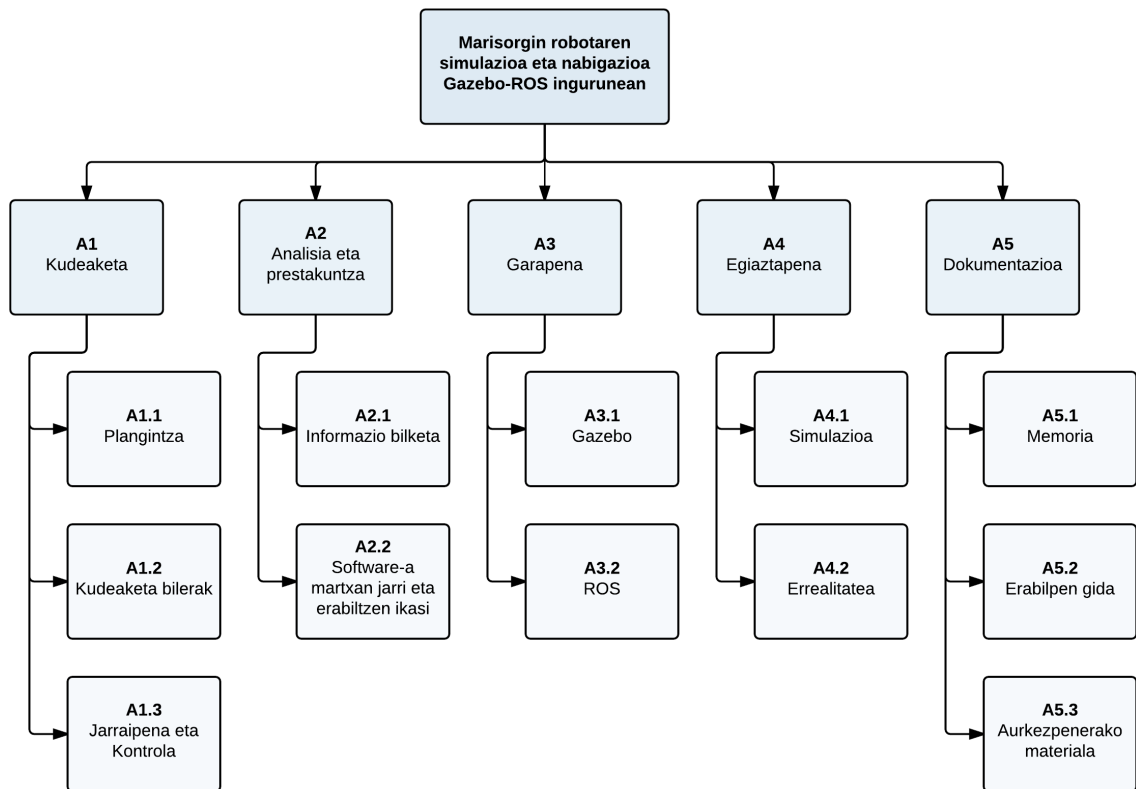 Marisorgin robotaren
simulazioa eta nabigazioa
Gazebo-ROS ingurunean
A1
Kudeaketa
A2
Analisia eta
prestakuntza
A3
Garapena
A4
Egiaztapena
A5
Dokumentazioa
A1.1
Plangintza
A2.1
Informazio bilketa
A3.1
Gazebo
A4.1
Simulazioa
A5.1
Memoria
A1.2
Kudeaketa bilerak
A2.2
Software-a
martxan jarri eta
erabiltzen ikasi
A3.2
ROS
A4.2
Errealitatea
A5.2
Erabilpen gida
A1.3
Jarraipena eta
Kontrola
A5.3
Aurkezpenerako
materiala